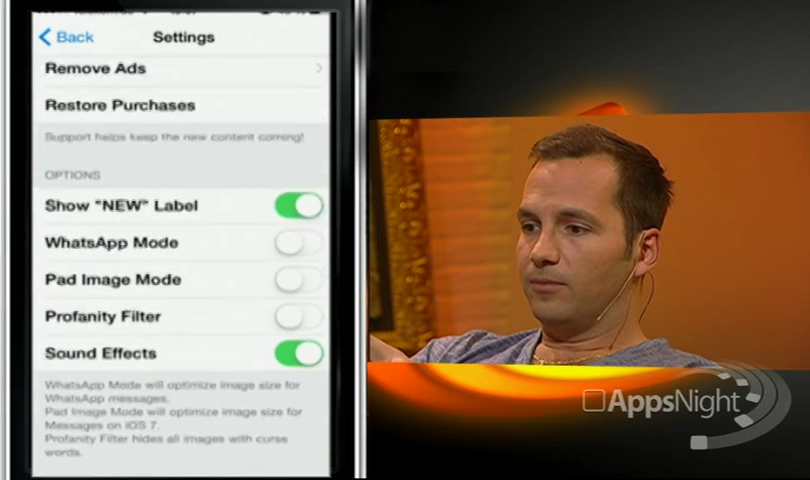 Back
Settings
Remove Ads
Restore Purchases
Support helps keep the new content coming!
OPTIONS
Show "NEW" Label
WhatsApp Mode
Pad Image Mode
Profanity Filter
Sound Effects
WhatsApp Mode will optimize image size for
WhatsApp messages.
Pad Image Mode will optimize image size for
Messages on iOS 7.
Profanity Filter hides all images with curse
words.
AppsNight